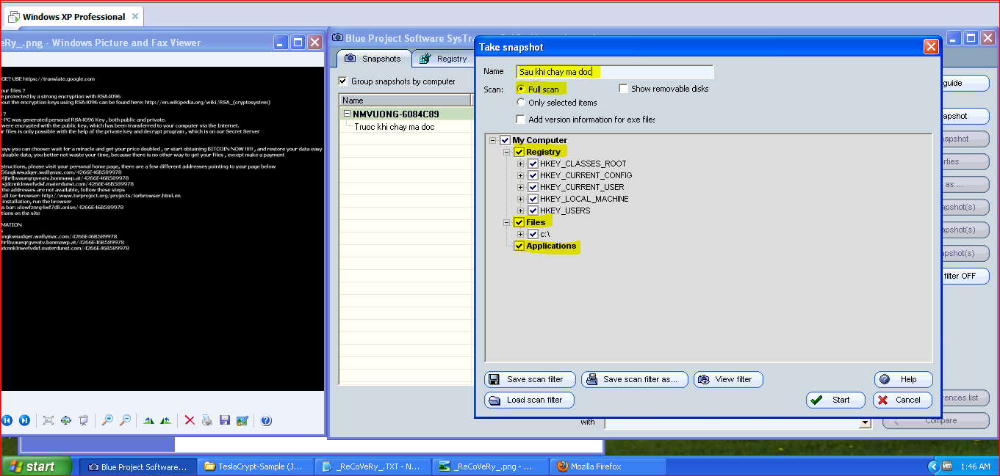 Windows XP Professional
eRy_.png - Windows Picture and Fax Viewer
GE? USE https://translate.google.com
our files ?
e protected by a strong encryption with RSA4096
out the encryption keys using RSA4096 can be found here: http://en.wikipedia.org/wiki/RSA_(cryptosystem)
?
PC was generated personal RSA4096 Key , both public and private.
were encrypted with the public key, which has been transferred to your computer via the Internet.
r files is only possible with the help of the private key and decrypt program , which is on our Secret Server
ays you can choose: wait for a miracle and get your price doubled , or start obtaining BITCOIN NOW !!!!! , and restore your data easy
aluable data, you better not waste your time, because there is no other way to get your files , except make a payment
structions, please visit your personal home page, there are a few different addresses pointing to your page below
56ngkwsudqer.wallymac.com/4266E46B589978
eljhrlbvaueqrgveatv.bonmawp.at/4266E46B589978
sjdcnnklnwefvdsf.materdunst.com/4266E46B589978
the addresses are not available, follow these steps
all tor-browser: http://www.torproject.org/projects/torbrowser.html.en
installation, run the browser
s bar: xlowfznrg4wf7dli.onion/4266E46B589978
tions on the site
MATION
s
6ngkwsudqer.wallymac.com/4266E46B589978
hrlbvaueqrgveatv.bonmawp.at/4266E46B589978
jdcnnklnwefvdsf.materdunst.com/4266E46B589978
Blue Project Software SysTra
Snapshots
Registry
Group snapshots by computer
Name
NMVUONG-6084C89
Truoc khi chay ma doc
Take snapshot
Name
Sau khi chay ma doc
Scan:
Full scan
Show removable disks
Only selected items
Add version information for exe files
My Computer
Registry
HKEY_CLASSES_ROOT
HKEY_CURRENT_CONFIG
HKEY_CURRENT_USER
HKEY_LOCAL_MACHINE
HKEY_USERS
Files
c:\
Applications
Save scan filter
Save scan filter as...
View filter
Help
Load scan filter
Start
Cancel
guide
apshot
napshot
erties
as ...
apshot(s)
apshot(s)
apshot(s)
filter OFF
rences list
with
Compare
start
Blue Project Software...
TeslaCrypt-Sample (J...
_ReCoVeRy_.TXT - N...
_ReCoVeRy_.png - ...
Mozilla Firefox
vm
1:46 AM